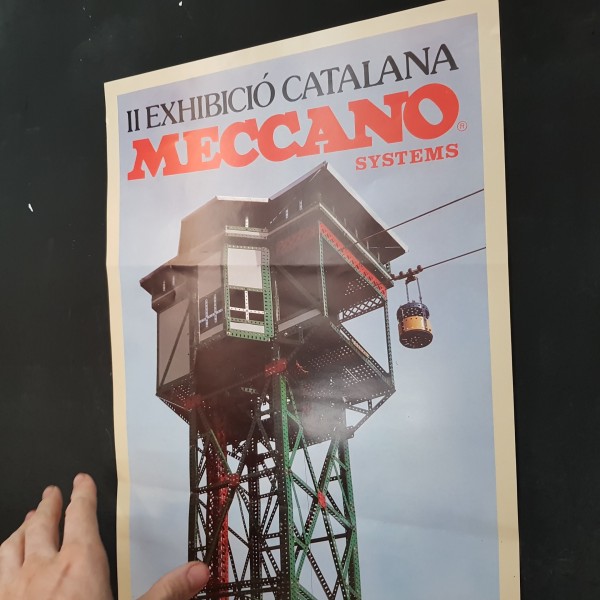 II EXHIBICIÓ CATALANA
MECCANO®
SYSTEMS